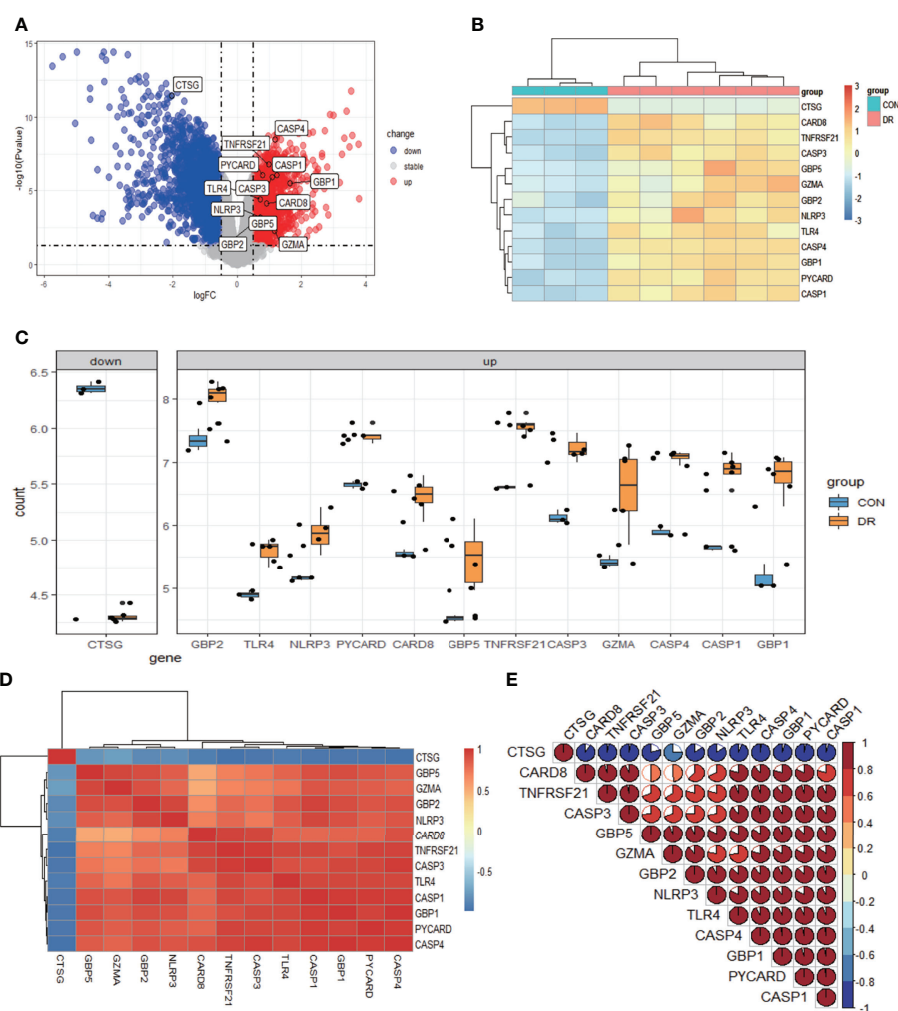 A
15
10
5
0
-log10(Pvalue)
-6
-4
-2
0
2
4
logFC
CTSG
CASP4
TNFRSF21
PYCARD
CASP1
TLR4
CASP3
GBP1
NLRP3
CARD8
GBP5
GBP2
GZMA
change
down
stable
up
B
group
CTSG
CARD8
TNFRSF21
CASP3
GBP5
GZMA
GBP2
NLRP3
TLR4
CASP4
GBP1
PYCARD
CASP1
3
2
1
0
-1
-2
-3
group
CON
DR
C
down
up
6.5
6.0
5.5
5.0
4.5
count
8
7
6
5
CTSG
GBP2
TLR4
NLRP3
PYCARD
CARD8
GBP5
TNFRSF21
CASP3
GZMA
CASP4
CASP1
GBP1
gene
group
CON
DR
D
CTSG
GBP5
GZMA
GBP2
NLRP3
CARD8
TNFRSF21
CASP3
TLR4
CASP1
GBP1
PYCARD
CASP4
1
0.5
0
-0.5
CTSG
GBP5
GZMA
GBP2
NLRP3
CARD8
TNFRSF21
CASP3
TLR4
CASP1
GBP1
PYCARD
CASP4
E
CTSG
CARD8
TNFRSF21
CASP3
GBP5
GZMA
GBP2
NLRP3
TLR4
CASP4
GBP1
PYCARD
CASP1
CTSG
CARD8
TNFRSF21
CASP3
GBP5
GZMA
GBP2
NLRP3
TLR4
CASP4
GBP1
PYCARD
CASP1
1
0.8
0.6
0.4
0.2
0
-0.2
-0.4
-0.6
-0.8
-1